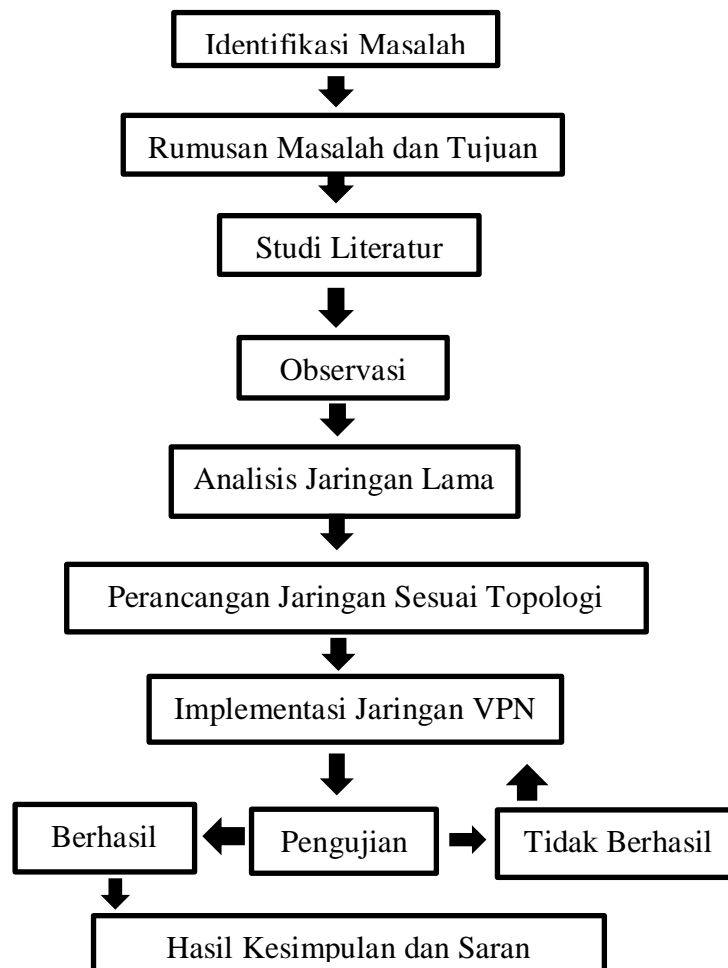 Identifikasi Masalah
Rumusan Masalah dan Tujuan
Studi Literatur
Observasi
Analisis Jaringan Lama
Perancangan Jaringan Sesuai Topologi
Implementasi Jaringan VPN
Berhasil
Pengujian
Tidak Berhasil
Hasil Kesimpulan dan Saran